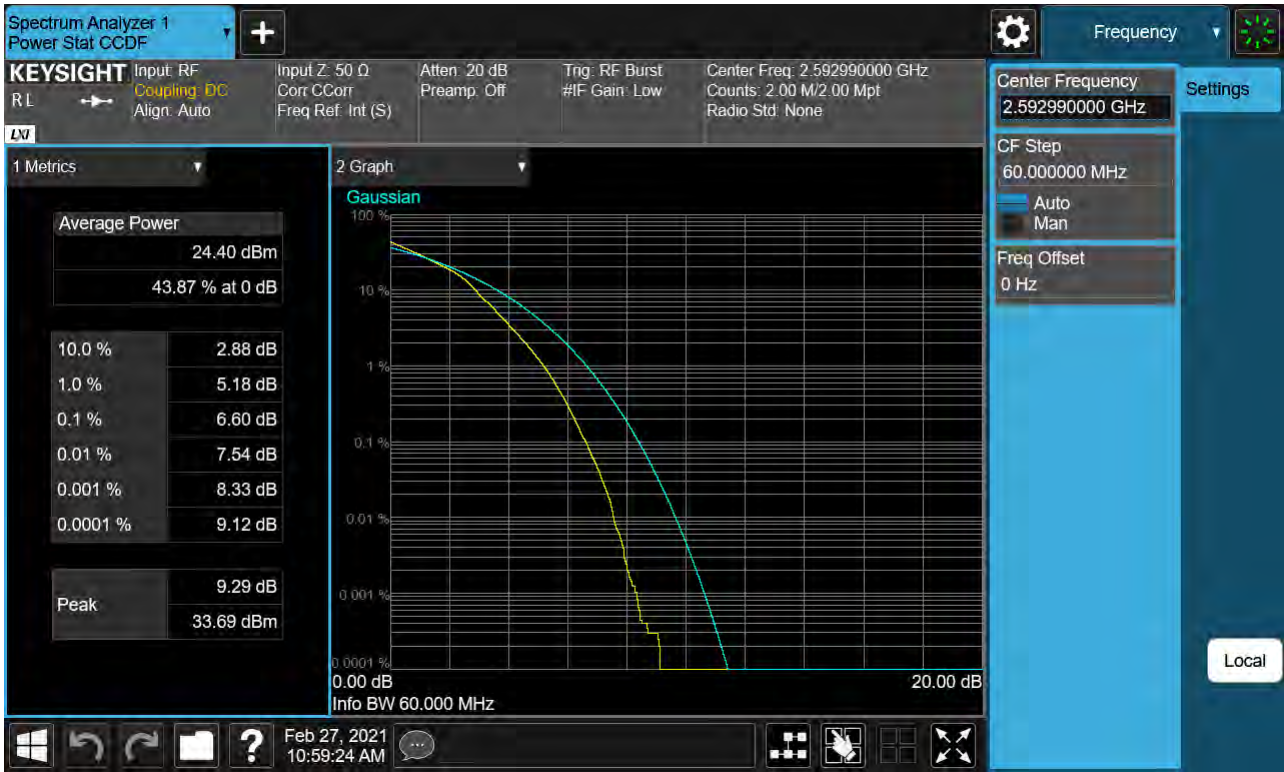 Spectrum Analyzer 1
Power Stat CCDF
+
Frequency
KEYSIGHT
RL
LXI
Input: RF
Coupling: DC
Align: Auto
Input Z: 50 Ω
Corr CCorr
Freq Ref: Int (S)
Atten: 20 dB
Preamp: Off
Trig: RF Burst
#IF Gain: Low
Center Freq: 2.592990000 GHz
Counts: 2.00 M/2.00 Mpt
Radio Std: None
Center Frequency
2.592990000 GHz
Settings
CF Step
60.000000 MHz
Auto
Man
Freq Offset
0 Hz
1 Metrics
Average Power
24.40 dBm
43.87 % at 0 dB
10.0 % 2.88 dB
1.0 % 5.18 dB
0.1 % 6.60 dB
0.01 % 7.54 dB
0.001 % 8.33 dB
0.0001 % 9.12 dB
Peak
9.29 dB
33.69 dBm
2 Graph
Gaussian
100 %
10 %
1 %
0.1 %
0.01 %
0.001 %
0.0001 %
0.00 dB 20.00 dB
Info BW 60.000 MHz
Local
?
Feb 27, 2021
10:59:24 AM